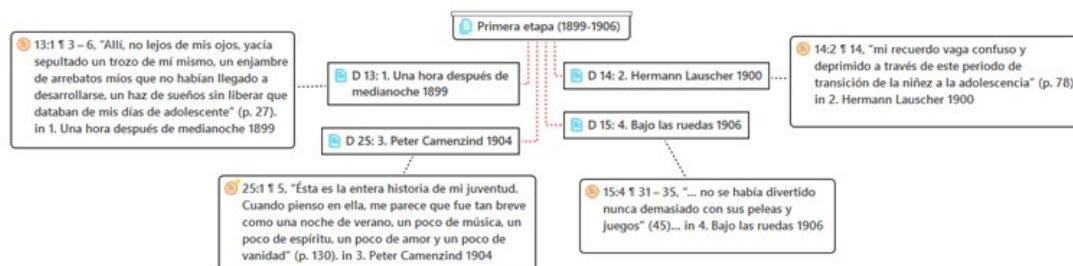 Primera etapa (1899-1906)
13:1 ¶ 3 – 6, "Allí, no lejos de mis ojos, yacía
sepultado un trozo de mí mismo, un enjambre
de arrebatos míos que no habían llegado a
desarrollarse, un haz de sueños sin liberar que
databan de mis días de adolescente" (p. 27).
in 1. Una hora después de medianoche 1899
D 13: 1. Una hora después de
medianoche 1899
D 14: 2. Hermann Lauscher 1900
14:2 ¶ 14, "mi recuerdo vaga confuso y
deprimido a través de este periodo de
transición de la niñez a la adolescencia" (p. 78)
in 2. Hermann Lauscher 1900
D 25: 3. Peter Camenzind 1904
D 15: 4. Bajo las ruedas 1906
25:1 ¶ 5, "Ésta es la entera historia de mi juventud.
Cuando pienso en ella, me parece que fue tan breve
como una noche de verano, un poco de música, un
poco de espíritu, un poco de amor y un poco de
vanidad" (p. 130). in 3. Peter Camenzind 1904
15:4 ¶ 31 – 35, "... no se había divertido
nunca demasiado con sus peleas y
juegos" (45)... in 4. Bajo las ruedas 1906